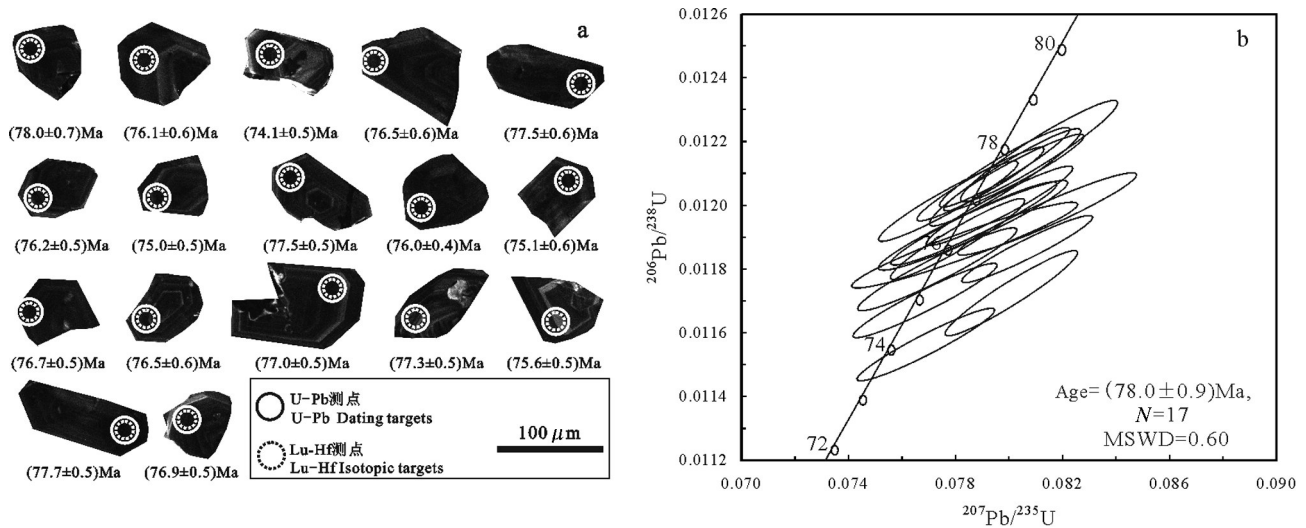 a
(78.0±0.7)Ma (76.1±0.6)Ma (74.1±0.5)Ma (76.5±0.6)Ma (77.5±0.6)Ma
(76.2±0.5)Ma (75.0±0.5)Ma (77.5±0.5)Ma (76.0±0.4)Ma (75.1±0.6)Ma
(76.7±0.5)Ma (76.5±0.6)Ma (77.0±0.5)Ma (77.3±0.5)Ma (75.6±0.5)Ma
(77.7±0.5)Ma (76.9±0.5)Ma
U-Pb测点
U-Pb Dating targets
Lu-Hf测点
Lu-Hf Isotopic targets
100 μm
b
0.0126
0.0124
0.0122
0.0120
0.0118
0.0116
0.0114
0.0112
²⁰⁶Pb/²³⁸U
80
78
74
72
Age= (78.0±0.9)Ma,
N=17
MSWD=0.60
0.070 0.074 0.078 0.082 0.086 0.090
²⁰⁷Pb/²³⁵U